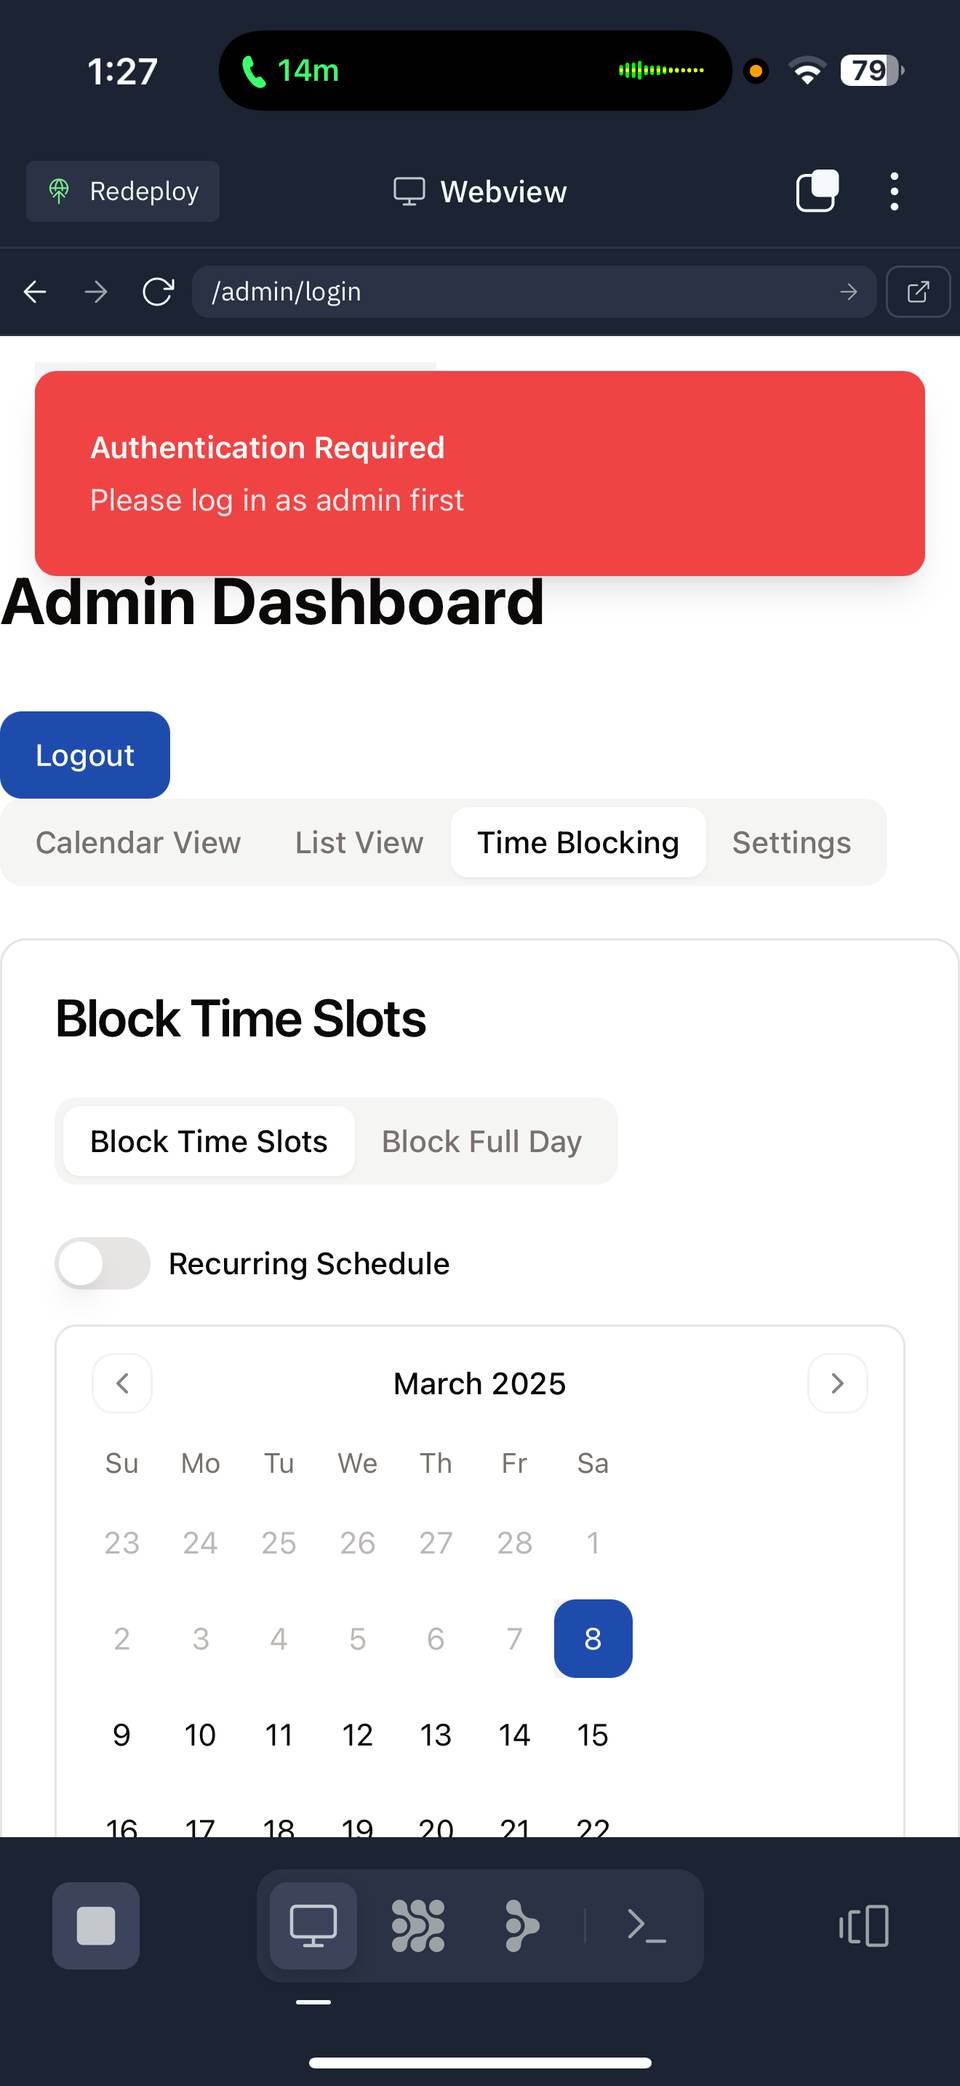 1:27 14m 79
Redeploy Webview
/admin/login
Authentication Required
Please log in as admin first
Admin Dashboard
Logout
Calendar View List View Time Blocking Settings
Block Time Slots
Block Time Slots Block Full Day
Recurring Schedule
March 2025
Su Mo Tu We Th Fr Sa
23 24 25 26 27 28 1
2 3 4 5 6 7 8
9 10 11 12 13 14 15
16 17 18 19 20 21 22